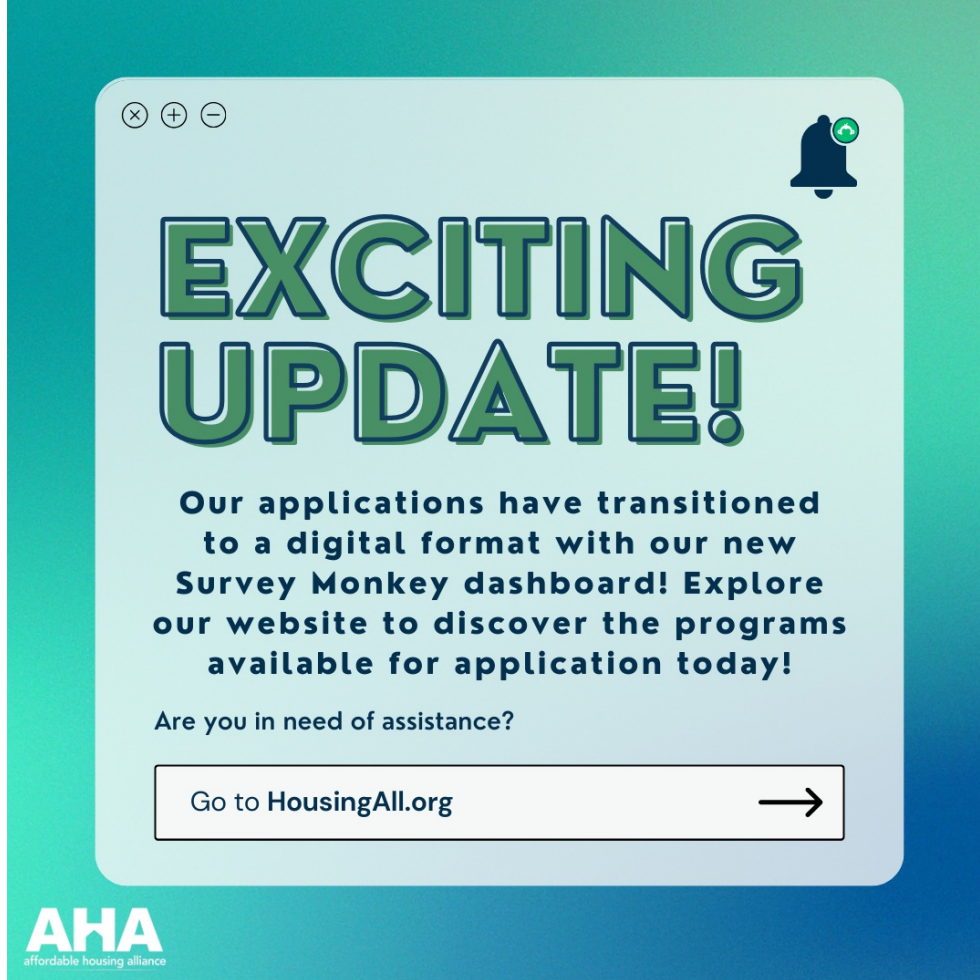 EXCITING
UPDATE!
Our applications have transitioned
to a digital format with our new
Survey Monkey dashboard! Explore
our website to discover the programs
available for application today!
Are you in need of assistance?
Go to HousingAll.org
AHA
affordable housing alliance